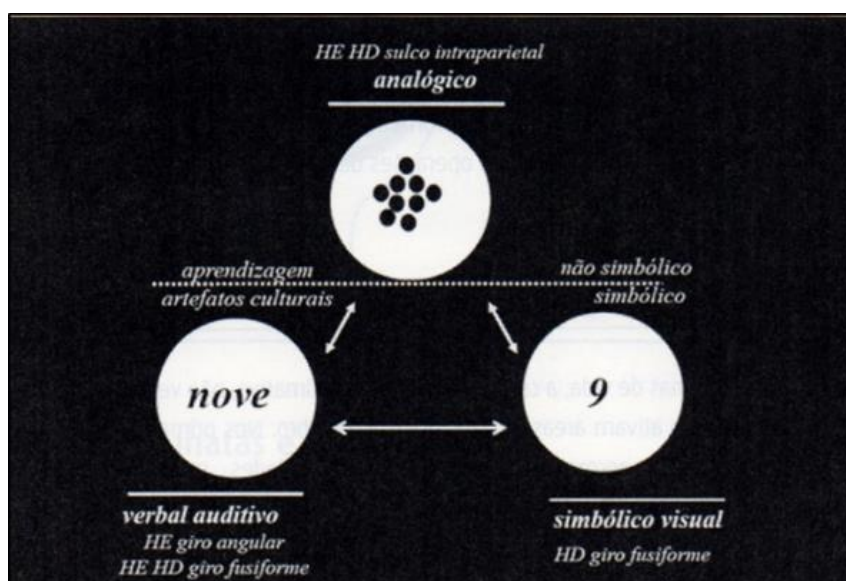 HE HD sulco intraparietal
analógico
aprendizagem
não simbólico
artefatos culturais
simbólico
nove
9
verbal auditivo
HE giro angular
HE HD giro fusiforme
simbólico visual
HD giro fusiforme